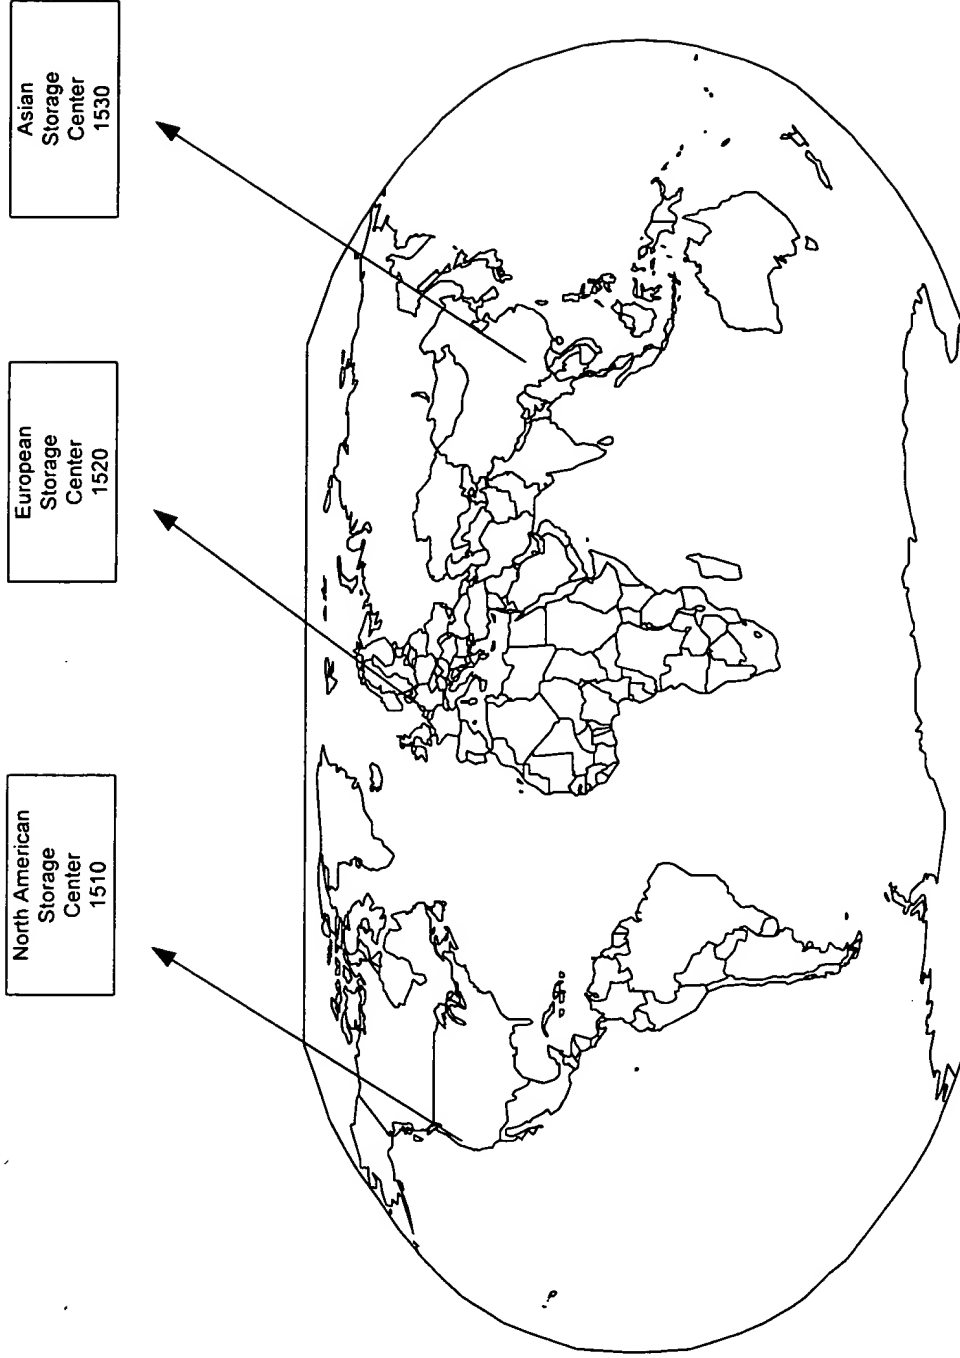 North American
Storage
Center
1510
European
Storage
Center
1520
Asian
Storage
Center
1530